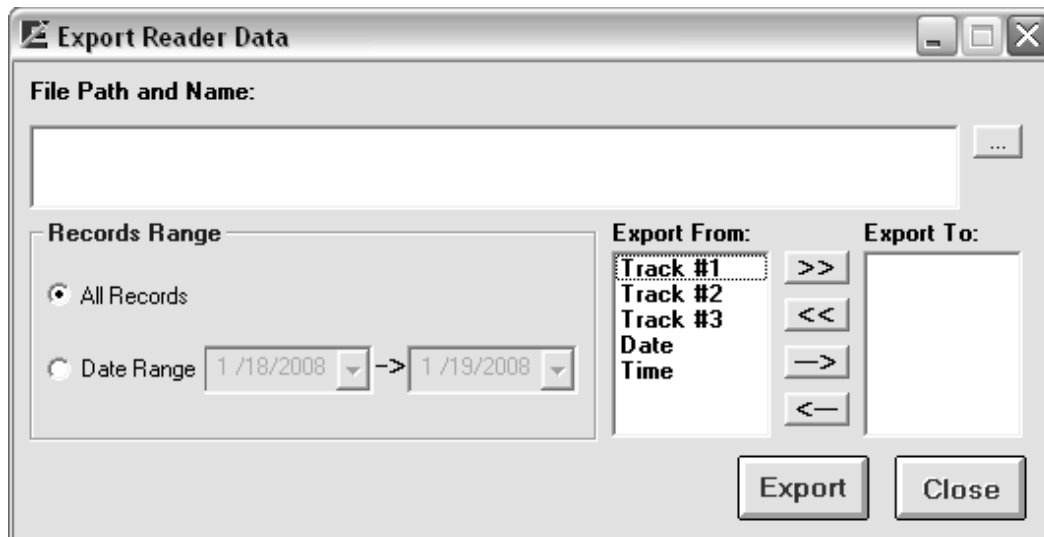 Export Reader Data
File Path and Name:
...
Records Range
All Records
Date Range 1 /18/2008 -> 1 /19/2008
Export From:
Track #1
Track #2
Track #3
Date
Time
>>
<<
—>
<—
Export To:
Export
Close